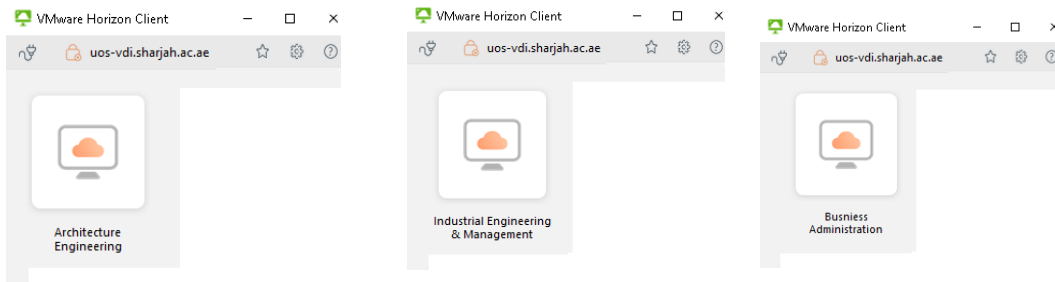 VMware Horizon Client
uos-vdi.sharjah.ac.ae
Architecture
Engineering
VMware Horizon Client
uos-vdi.sharjah.ac.ae
Industrial Engineering
& Management
VMware Horizon Client
uos-vdi.sharjah.ac.ae
Busniess
Administration